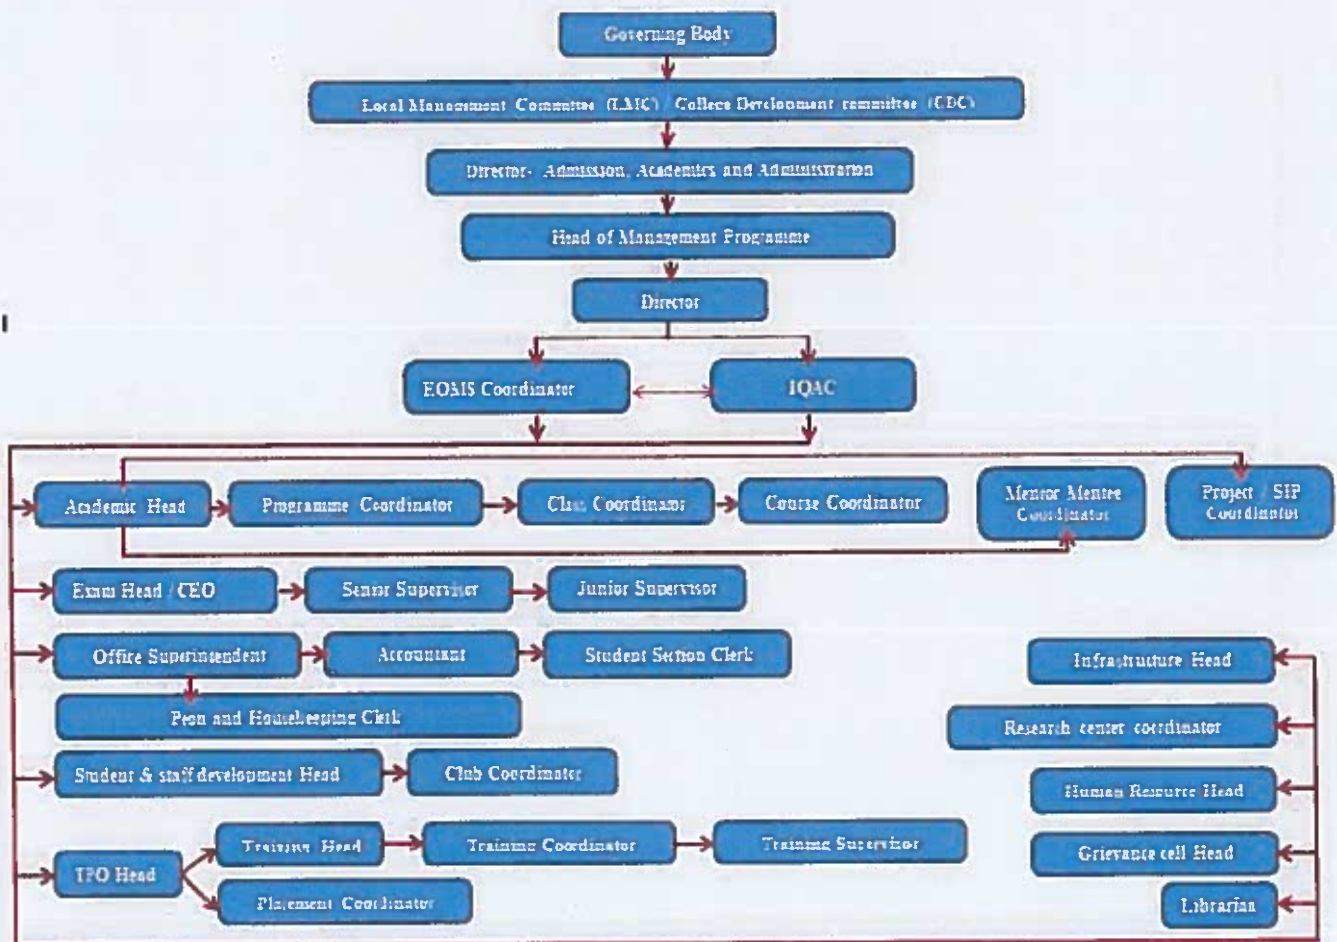 Governing Body
Local Management Committee (LMC) / College Development committee (CDC)
Director- Admission, Academics and Administration
Head of Management Programme
Director
EOMS Coordinator
IQAC
Academic Head
Programme Coordinator
Class Coordinator
Course Coordinator
Mentor Mentee
Coordinator
Project / SIP
Coordinator
Exam Head / CEO
Senior Supervisor
Junior Supervisor
Office Superintendent
Accountant
Student Section Clerk
Infrastructure Head
Peon and Housekeeping Clerk
Research center coordinator
Student & staff development Head
Club Coordinator
Human Resource Head
Training Head
Training Coordinator
Training Supervisor
Grievance cell Head
TPO Head
Placement Coordinator
Librarian